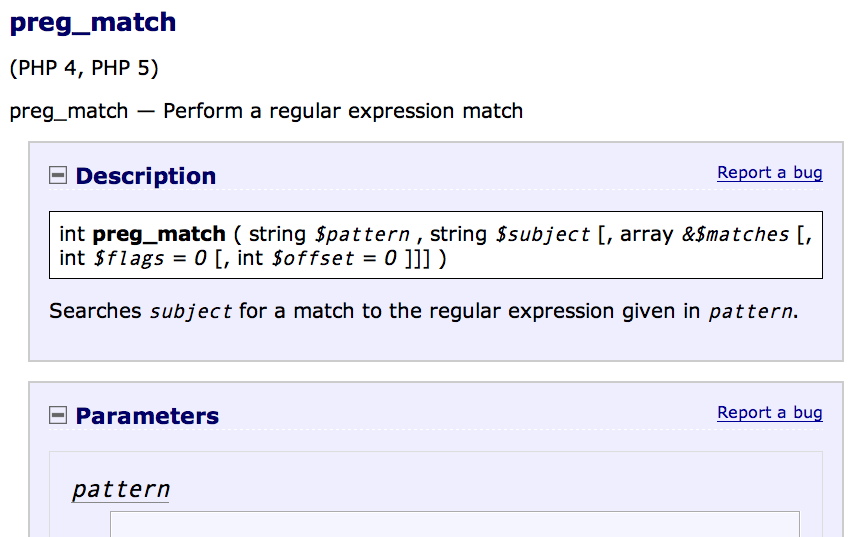 preg_match
(PHP 4, PHP 5)
preg_match — Perform a regular expression match
Description
Report a bug
int preg_match ( string $pattern , string $subject [, array &$matches [,
int $flags = 0 [, int $offset = 0 ]]] )
Searches subject for a match to the regular expression given in pattern.
Parameters
Report a bug
pattern